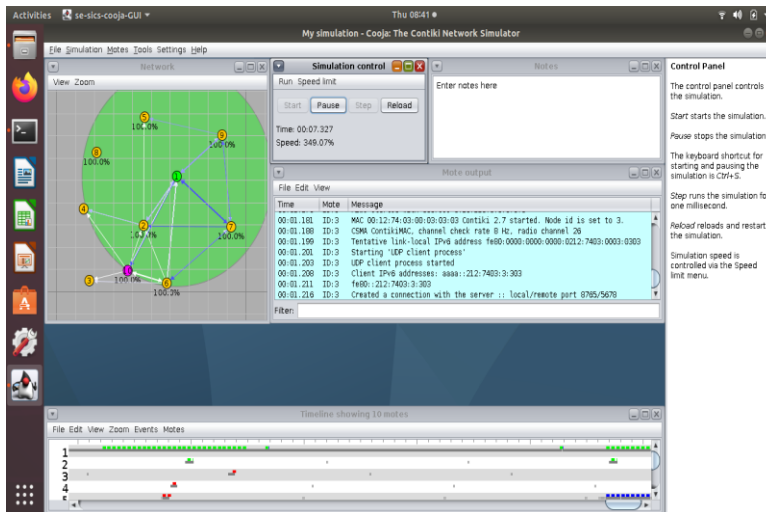 Activities se-sics-cooja-GUI Thu 08:41
My simulation - Cooja: The Contiki Network Simulator
File Simulation Motes Tools Settings Help
Network
View Zoom
5
100.0%
9
100.0%
8
100.0%
1
4
2
7
100.0%
10
3
100.0%
6
100.0%
Simulation control
Run Speed limit
Start Pause Step Reload
Time: 00:07.327
Speed: 349.07%
Notes
Enter notes here
Mote output
File Edit View
Time Mote Message
00:01.181 ID:3 MAC 00:12:74:03:00:03:03:03 Contiki 2.7 started. Node id is set to 3.
00:01.188 ID:3 CSMA ContikiMAC, channel check rate 8 Hz, radio channel 26
00:01.199 ID:3 Tentative link-local IPv6 address fe80:0000:0000:0000:0212:7403:0003:0303
00:01.201 ID:3 Starting 'UDP client process'
00:01.203 ID:3 UDP client process started
00:01.208 ID:3 Client IPv6 addresses: aaaa::212:7403:3:303
00:01.211 ID:3 fe80::212:7403:3:303
00:01.216 ID:3 Created a connection with the server :: local/remote port 8765/5678
Filter:
Control Panel
The control panel controls
the simulation.
Start starts the simulation.
Pause stops the simulation
The keyboard shortcut for
starting and pausing the
simulation is Ctrl+S.
Step runs the simulation fo
one millisecond.
Reload reloads and restart
the simulation.
Simulation speed is
controlled via the Speed
limit menu.
Timeline showing 10 motes
File Edit View Zoom Events Motes
1
2
3
4
5